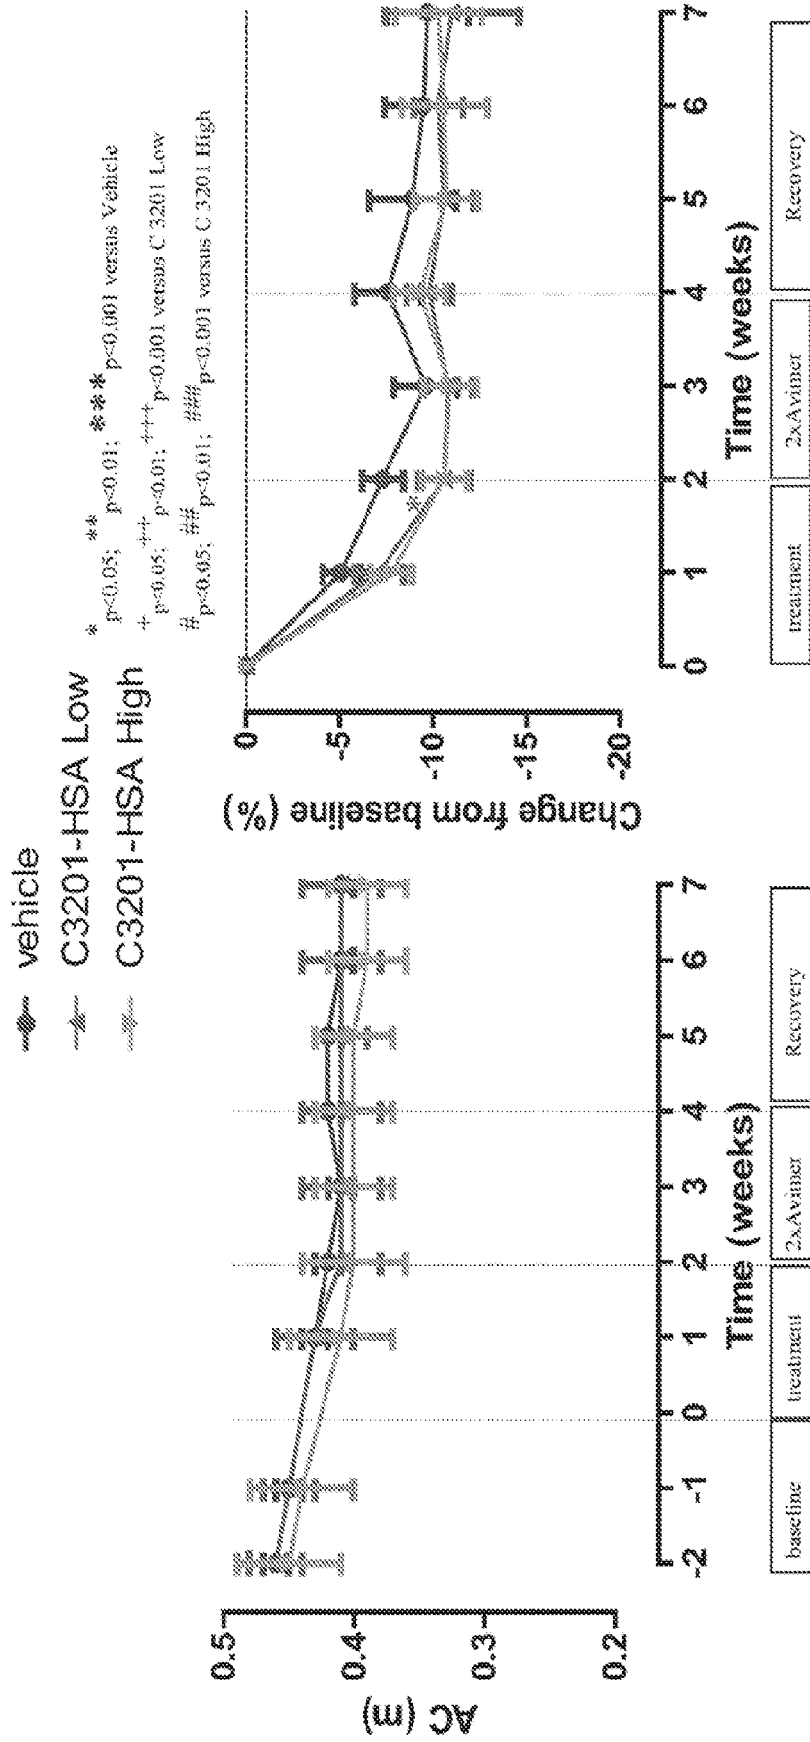 vehicle
C3201-HSA Low
C3201-HSA High
* p<0.05; ** p<0.01; *** p<0.001 versus Vehicle
+ p<0.05; ++ p<0.01; +++ p<0.001 versus C 3201 Low
# p<0.05; ## p<0.01; ### p<0.001 versus C 3201 High
AC (m)
0.5
0.4
0.3
0.2
-2 -1 0 1 2 3 4 5 6 7
Time (weeks)
baseline treatment 2xAvimer Recovery
Change from baseline (%)
0
-5
-10
-15
-20
*
0 1 2 3 4 5 6 7
Time (weeks)
treatment 2xAvimer Recovery